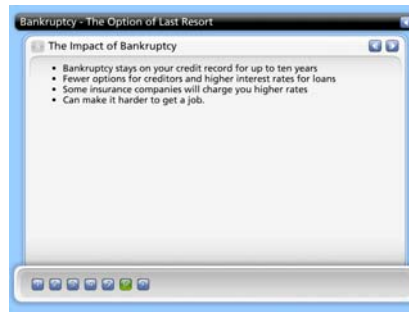 Bankruptcy - The Option of Last Resort
The Impact of Bankruptcy
• Bankruptcy stays on your credit record for up to ten years
• Fewer options for creditors and higher interest rates for loans
• Some insurance companies will charge you higher rates
• Can make it harder to get a job.